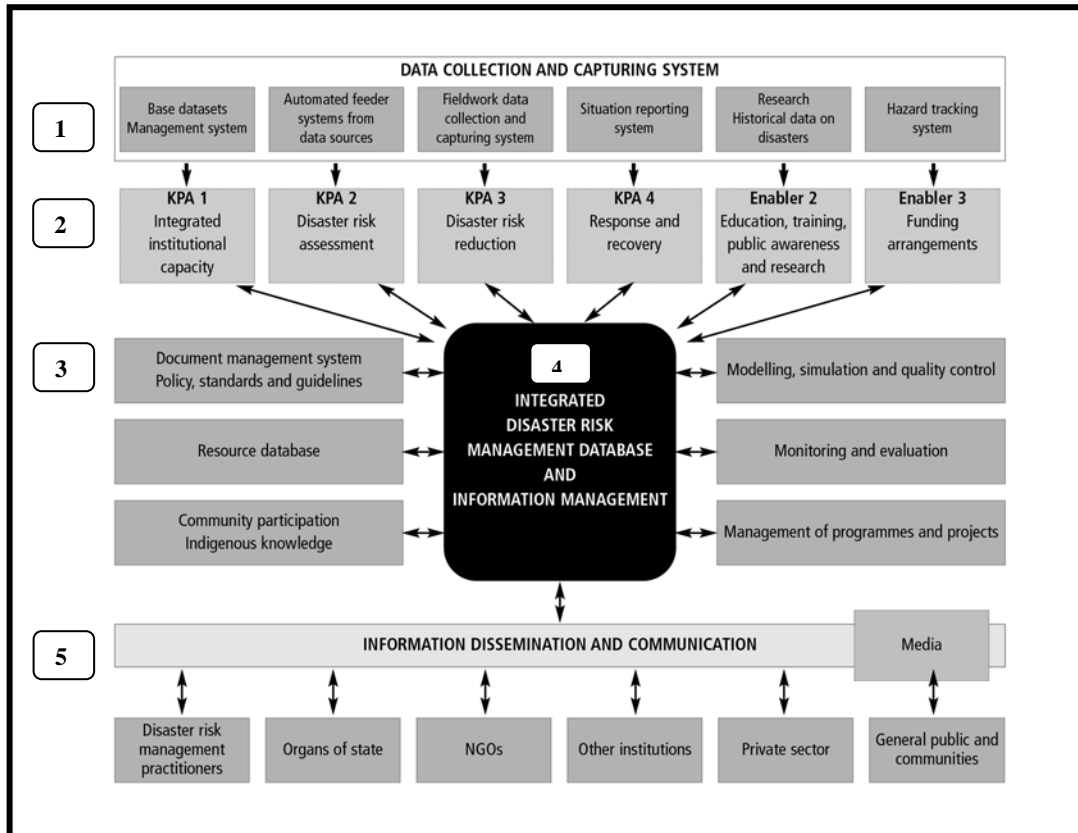 DATA COLLECTION AND CAPTURING SYSTEM
1
Base datasets
Management system
Automated feeder
systems from
data sources
Fieldwork data
collection and
capturing system
Situation reporting
system
Research
Historical data on
disasters
Hazard tracking
system
2
KPA 1
Integrated
institutional
capacity
KPA 2
Disaster risk
assessment
KPA 3
Disaster risk
reduction
KPA 4
Response and
recovery
Enabler 2
Education, training,
public awareness
and research
Enabler 3
Funding
arrangements
3
Document management system
Policy, standards and guidelines
Resource database
Community participation
Indigenous knowledge
4
INTEGRATED
DISASTER RISK
MANAGEMENT DATABASE
AND
INFORMATION MANAGEMENT
Modelling, simulation and quality control
Monitoring and evaluation
Management of programmes and projects
5
INFORMATION DISSEMINATION AND COMMUNICATION
Media
Disaster risk
management
practitioners
Organs of state
NGOs
Other institutions
Private sector
General public and
communities